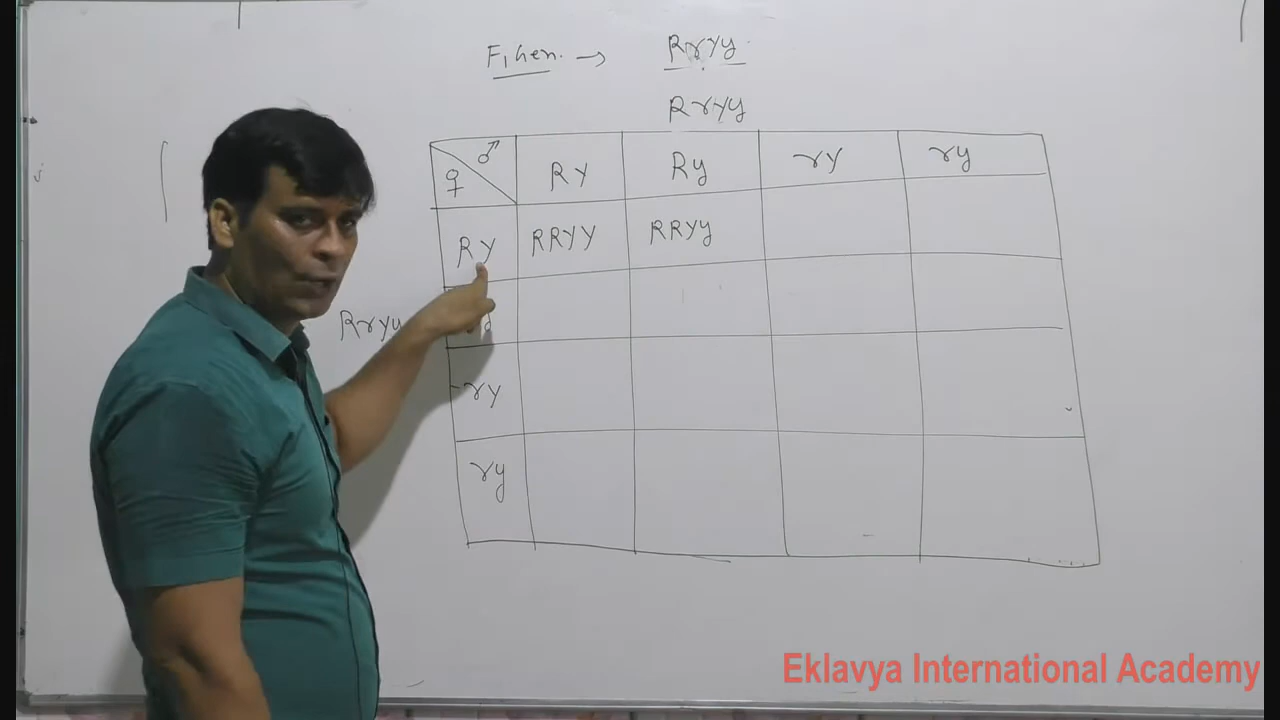 F1 Gen. → RrYy
RrYy
♂
♀
RY Ry rY ry
RY RRYY RRYy
RrYy
rY
ry
Eklavya International Academy